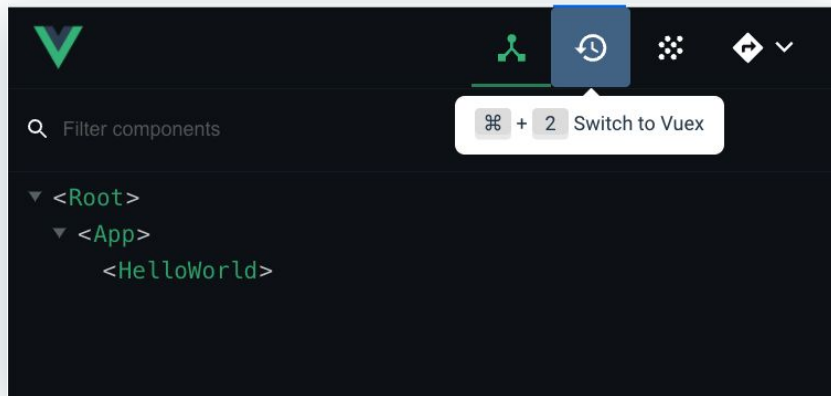 Filter components
⌘ + 2 Switch to Vuex
<Root>
<App>
<HelloWorld>